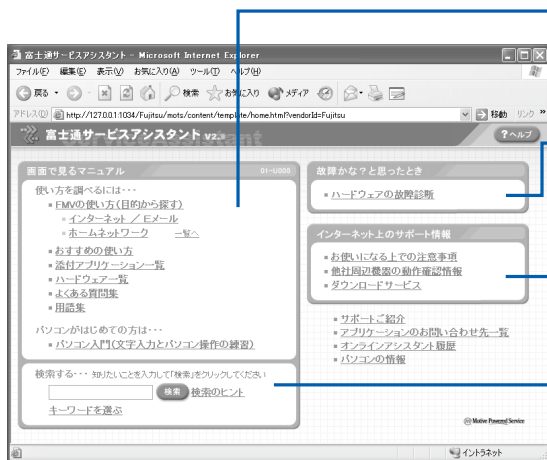 富士通サービスアシスタント - Microsoft Internet Explorer
ファイル(F) 編集(E) 表示(V) お気に入り(A) ツール(T) ヘルプ(H)
戻る 検索 お気に入り メディア
アドレス(D) http://127.0.0.1:1034/Fujitsu/mots/content/template/home.html?vendorId=Fujitsu 移動 リンク »
富士通サービスアシスタント V2.5 ?ヘルプ
画面で見るマニュアル 01-U000
使い方を調べるには・・・
FMVの使い方(目的から探す)
インターネット / Eメール
ホームネットワーク 一覧へ
おすすめの使い方
添付アプリケーション一覧
ハードウェア一覧
よくある質問集
用語集
パソコンがはじめての方は・・・
パソコン入門(文字入力とパソコン操作の練習)
検索する・・・ 知りたいことを入力して「検索」をクリックしてください
検索 検索のヒント
キーワードを選ぶ
故障かな?と思ったとき
ハードウェアの故障診断
インターネット上のサポート情報
お使いになる上での注意事項
他社周辺機器の動作確認情報
ダウンロードサービス
サポートご紹介
アプリケーションのお問い合わせ先一覧
オンラインアシスタント履歴
パソコンの情報
Motive Powered Service
イントラネット